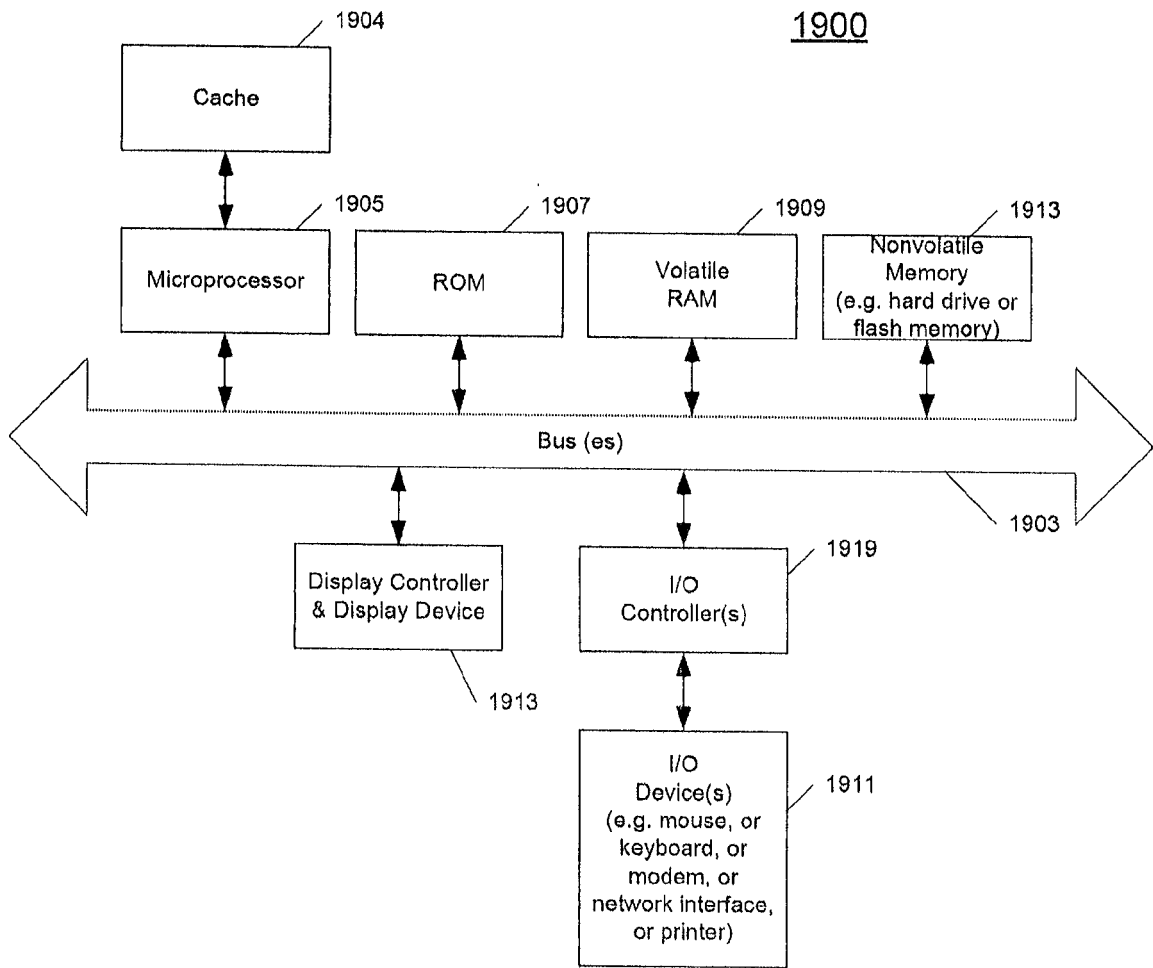 1904
1900
Cache
1905
1907
1909
1913
Microprocessor
ROM
Volatile
RAM
Nonvolatile
Memory
(e.g. hard drive or
flash memory)
Bus (es)
1903
Display Controller
& Display Device
1913
1919
I/O
Controller(s)
1911
I/O
Device(s)
(e.g. mouse, or
keyboard, or
modem, or
network interface,
or printer)